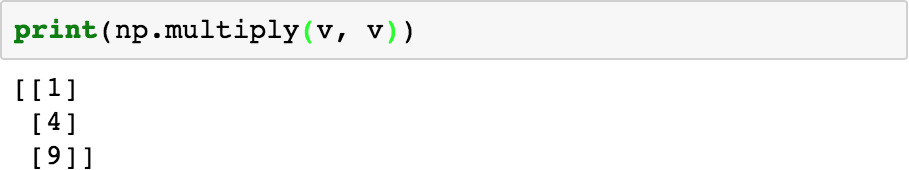 print(np.multiply(v, v))
[[1]
 [4]
 [9]]